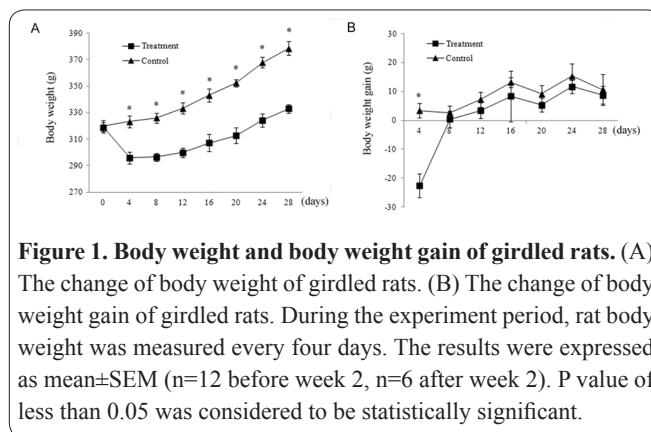 A
B
Treatment
Control
Treatment
Control
Body weight (g)
Body weight gain (g)
390
370
350
330
310
290
270
* * * * * * *
0 4 8 12 16 20 24 28 (days)
30
20
10
0
-10
-20
-30
*
4 8 12 16 20 24 28 (days)
Figure 1. Body weight and body weight gain of girdled rats. (A)
The change of body weight of girdled rats. (B) The change of body
weight gain of girdled rats. During the experiment period, rat body
weight was measured every four days. The results were expressed
as mean±SEM (n=12 before week 2, n=6 after week 2). P value of
less than 0.05 was considered to be statistically significant.